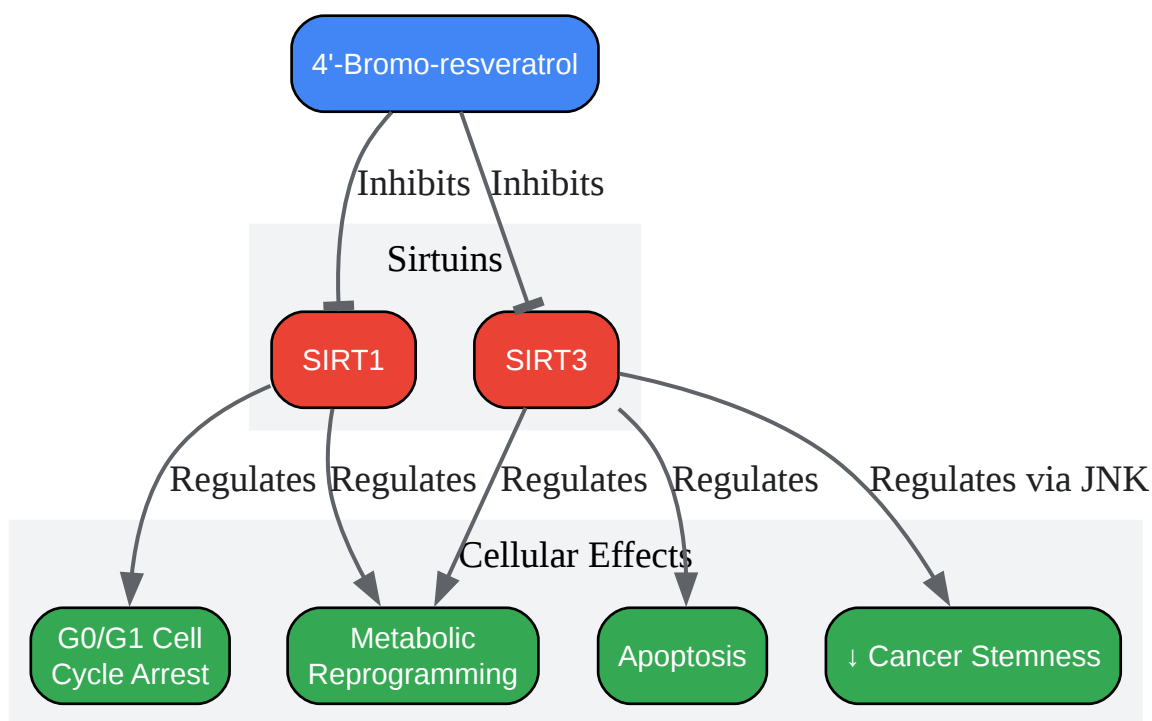 4'-Bromo-resveratrol
Inhibits
Inhibits
Sirtuins
SIRT1
SIRT3
Regulates
Regulates
Regulates
Regulates
Regulates via JNK
Cellular Effects
G0/G1 Cell
Cycle Arrest
Metabolic
Reprogramming
Apoptosis
↓ Cancer Stemness